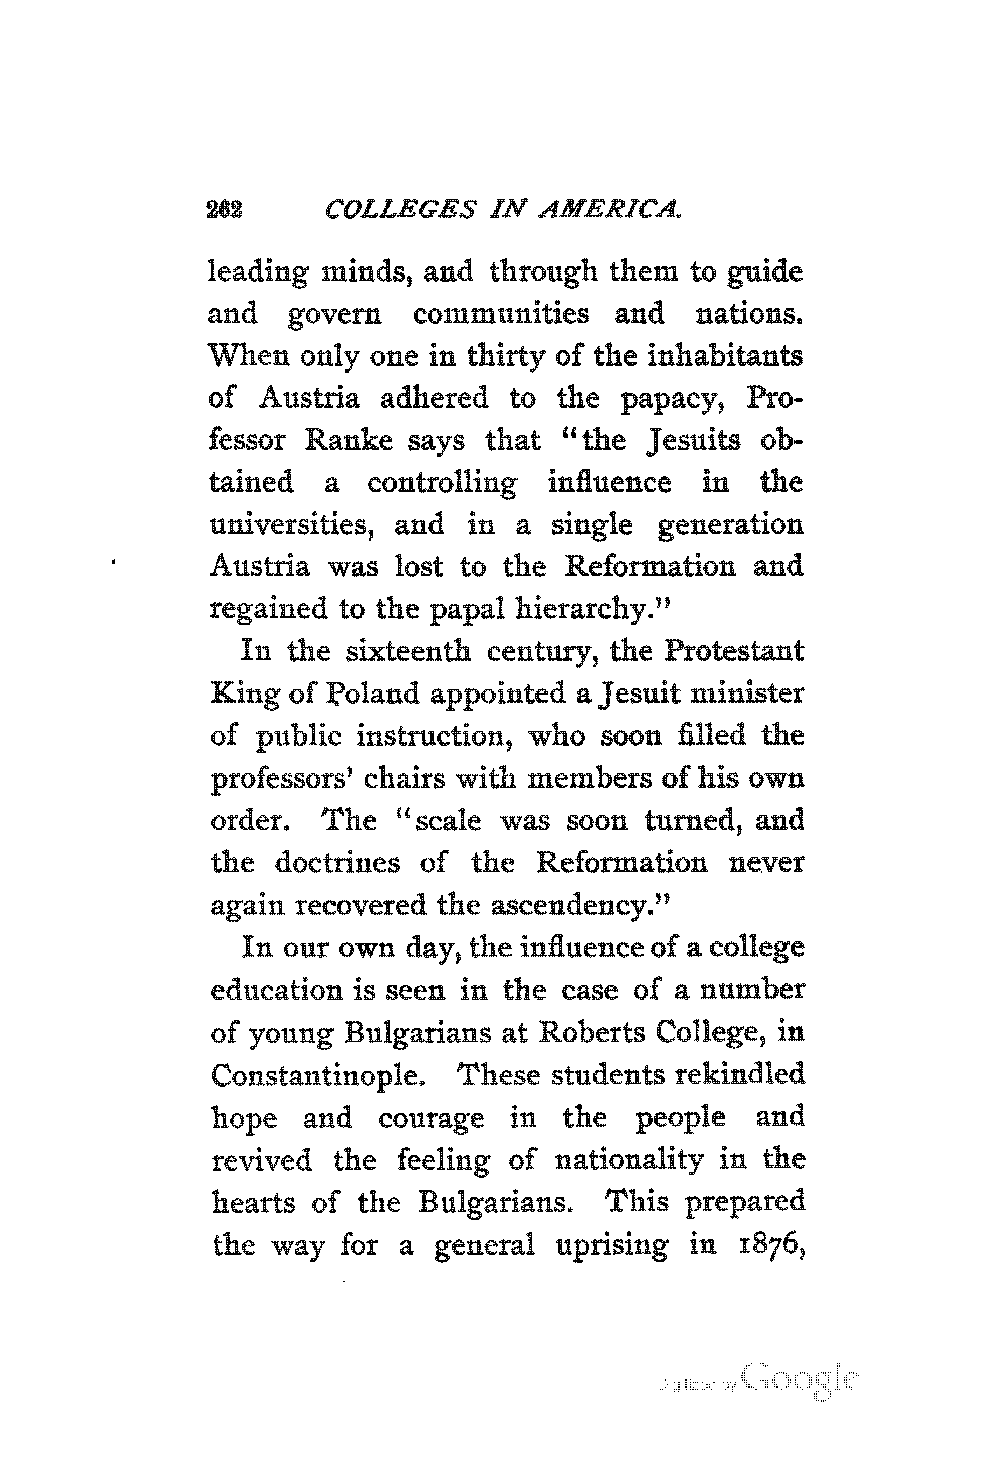 262 COLLEGES IN AMERICA.
leading minds, and through them to guide
and govern communities and nations.
When only one in thirty of the inhabitants
of Austria adhered to the papacy, Pro-
fessor Ranke says that "the Jesuits ob-
tained a controlling influence in the
universities, and in a single generation
Austria was lost to the Reformation and
regained to the papal hierarchy."
In the sixteenth century, the Protestant
King of Poland appointed a Jesuit minister
of public instruction, who soon filled the
professors' chairs with members of his own
order. The "scale was soon turned, and
the doctrines of the Reformation never
again recovered the ascendency."
In our own day, the influence of a college
education is seen in the case of a number
of young Bulgarians at Roberts College, in
Constantinople. These students rekindled
hope and courage in the people and
revived the feeling of nationality in the
hearts of the Bulgarians. This prepared
the way for a general uprising in 1876,
Digitized by Google